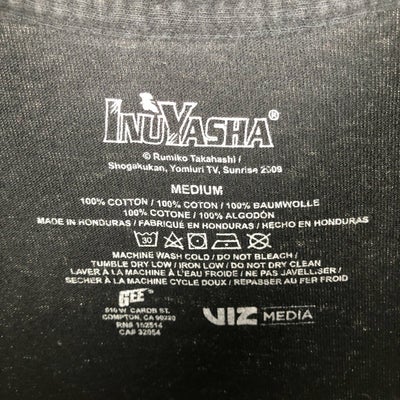 INUYASHA®
© Rumiko Takahashi /
Shogakukan, Yomiuri TV, Sunrise 2009
MEDIUM
100% COTTON / 100% COTON / 100% BAUMWOLLE
100% COTONE / 100% ALGODÓN
MADE IN HONDURAS / FABRIQUÉ EN HONDURAS / HECHO EN HONDURAS
30
MACHINE WASH COLD / DO NOT BLEACH /
TUMBLE DRY LOW / IRON LOW / DO NOT DRY CLEAN
LAVER À LA MACHINE À L'EAU FROIDE / NE PAS JAVELLISER /
SÉCHER À LA MACHINE CYCLE DOUX / REPASSER AU FER FROID
GEE
VIZ MEDIA
W. CAROB ST.
COMPTON, CA 90220
RN#
CA# 32054